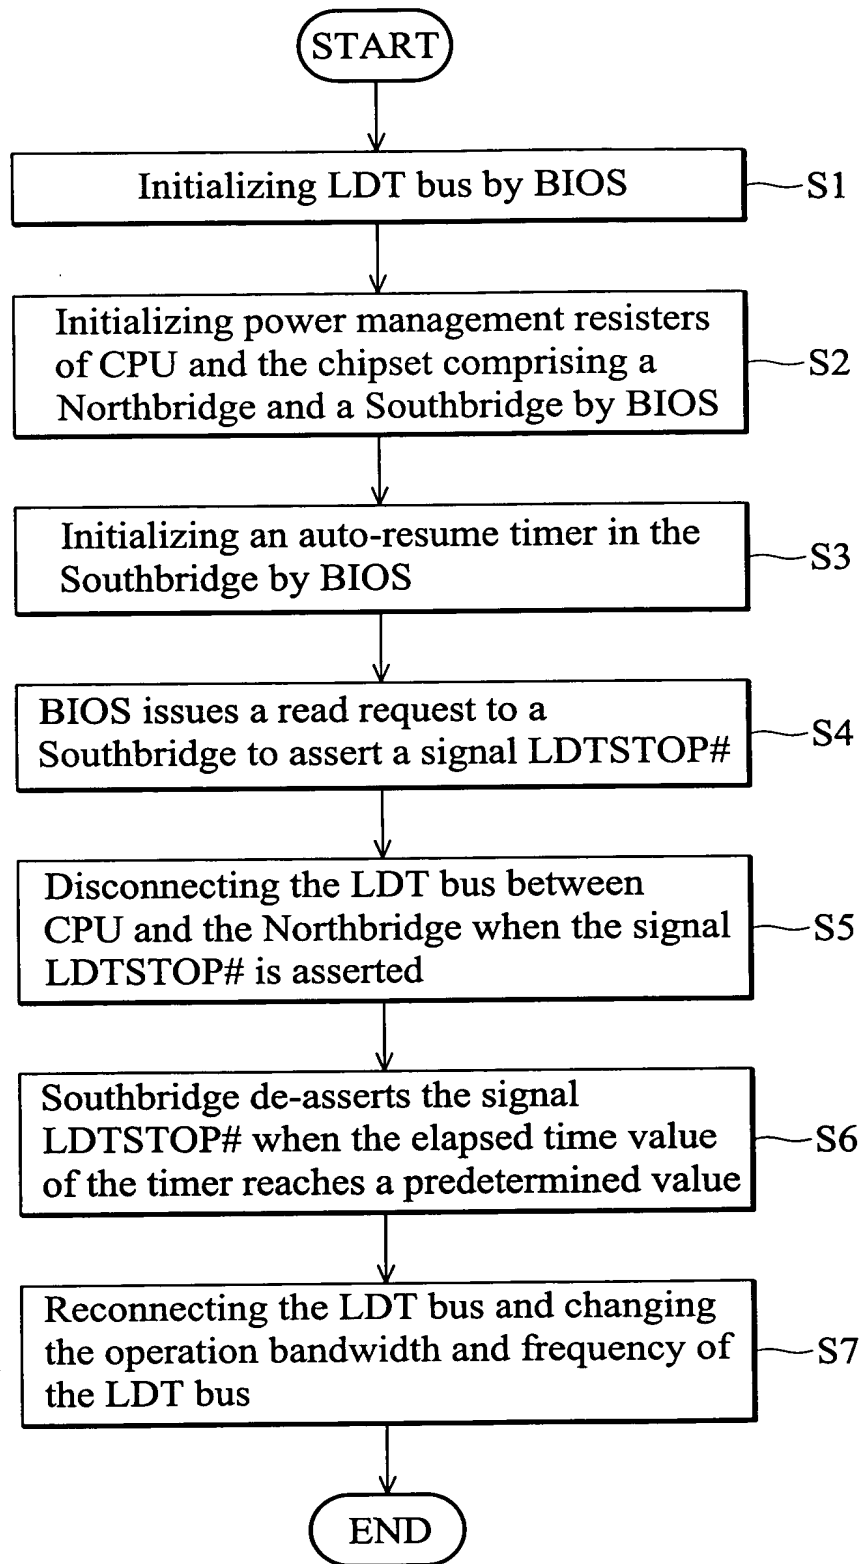 START
Initializing LDT bus by BIOS
S1
Initializing power management resisters
of CPU and the chipset comprising a
Northbridge and a Southbridge by BIOS
S2
Initializing an auto-resume timer in the
Southbridge by BIOS
S3
BIOS issues a read request to a
Southbridge to assert a signal LDTSTOP#
S4
Disconnecting the LDT bus between
CPU and the Northbridge when the signal
LDTSTOP# is asserted
S5
Southbridge de-asserts the signal
LDTSTOP# when the elapsed time value
of the timer reaches a predetermined value
S6
Reconnecting the LDT bus and changing
the operation bandwidth and frequency of
the LDT bus
S7
END